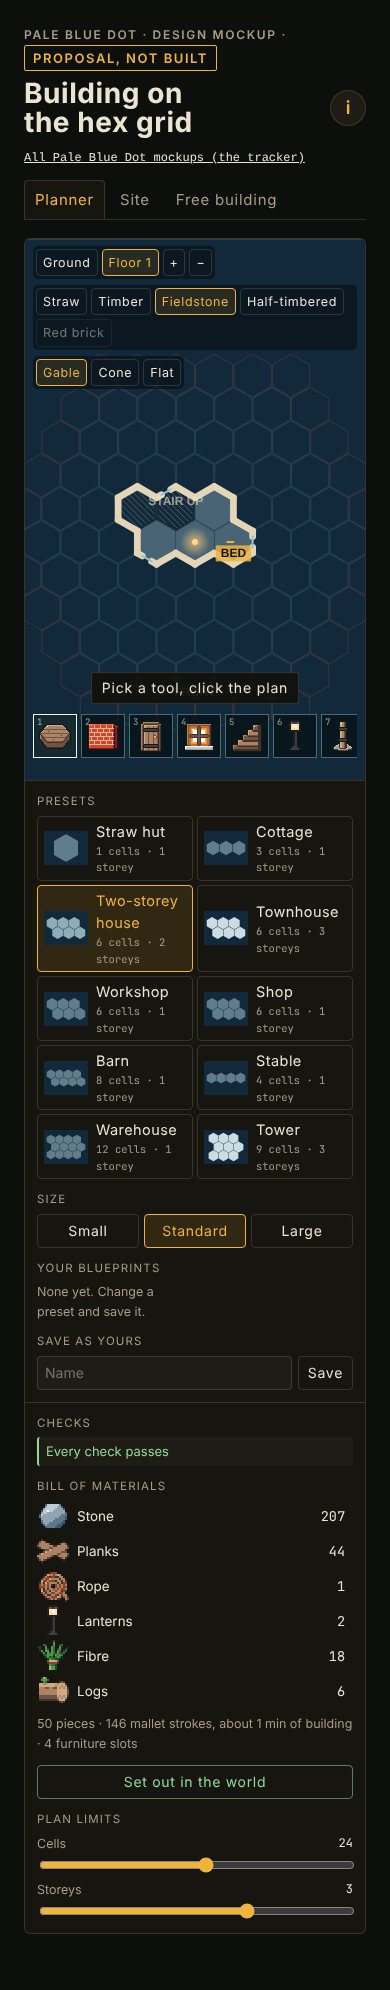 PALE BLUE DOT · DESIGN MOCKUP ·
PROPOSAL, NOT BUILT
Building on
the hex grid
i
All Pale Blue Dot mockups (the tracker)
Planner Site Free building
Ground Floor 1 + −
Straw Timber Fieldstone Half-timbered
Red brick
Gable Cone Flat
STAIR UP
BED
Pick a tool, click the plan
1 2 3 4 5 6 7
PRESETS
Straw hut
1 cells · 1
storey
Cottage
3 cells · 1
storey
Two-storey
house
6 cells · 2
storeys
Townhouse
6 cells · 3
storeys
Workshop
6 cells · 1
storey
Shop
6 cells · 1
storey
Barn
8 cells · 1
storey
Stable
4 cells · 1
storey
Warehouse
12 cells · 1
storey
Tower
9 cells · 3
storeys
SIZE
Small Standard Large
YOUR BLUEPRINTS
None yet. Change a
preset and save it.
SAVE AS YOURS
Name Save
CHECKS
Every check passes
BILL OF MATERIALS
Stone 207
Planks 44
Rope 1
Lanterns 2
Fibre 18
Logs 6
50 pieces · 146 mallet strokes, about 1 min of building
· 4 furniture slots
Set out in the world
PLAN LIMITS
Cells 24
Storeys 3